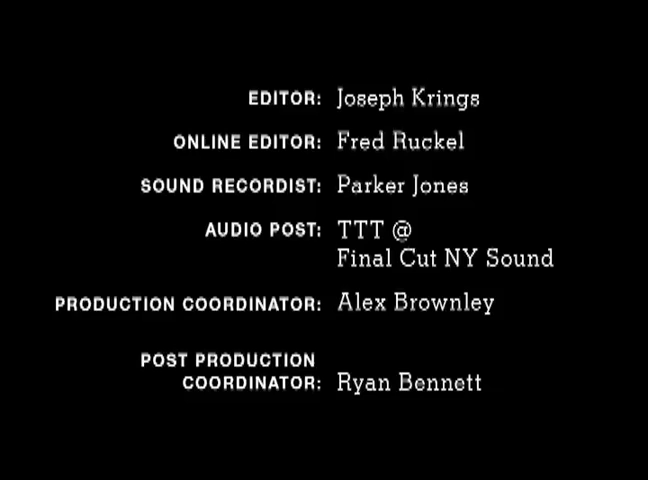 EDITOR: Joseph Krings
ONLINE EDITOR: Fred Ruckel
SOUND RECORDIST: Parker Jones
AUDIO POST: TTT @
Final Cut NY Sound
PRODUCTION COORDINATOR: Alex Brownley
POST PRODUCTION
COORDINATOR: Ryan Bennett